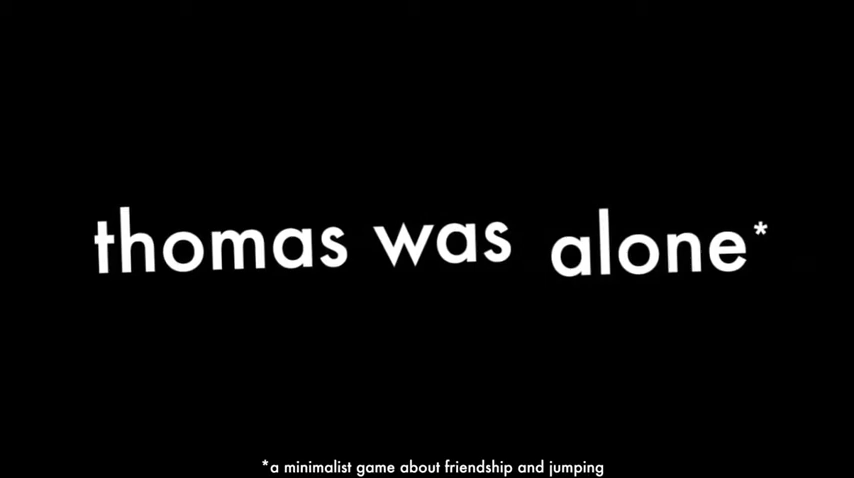 thomas was alone*
*a minimalist game about friendship and jumping